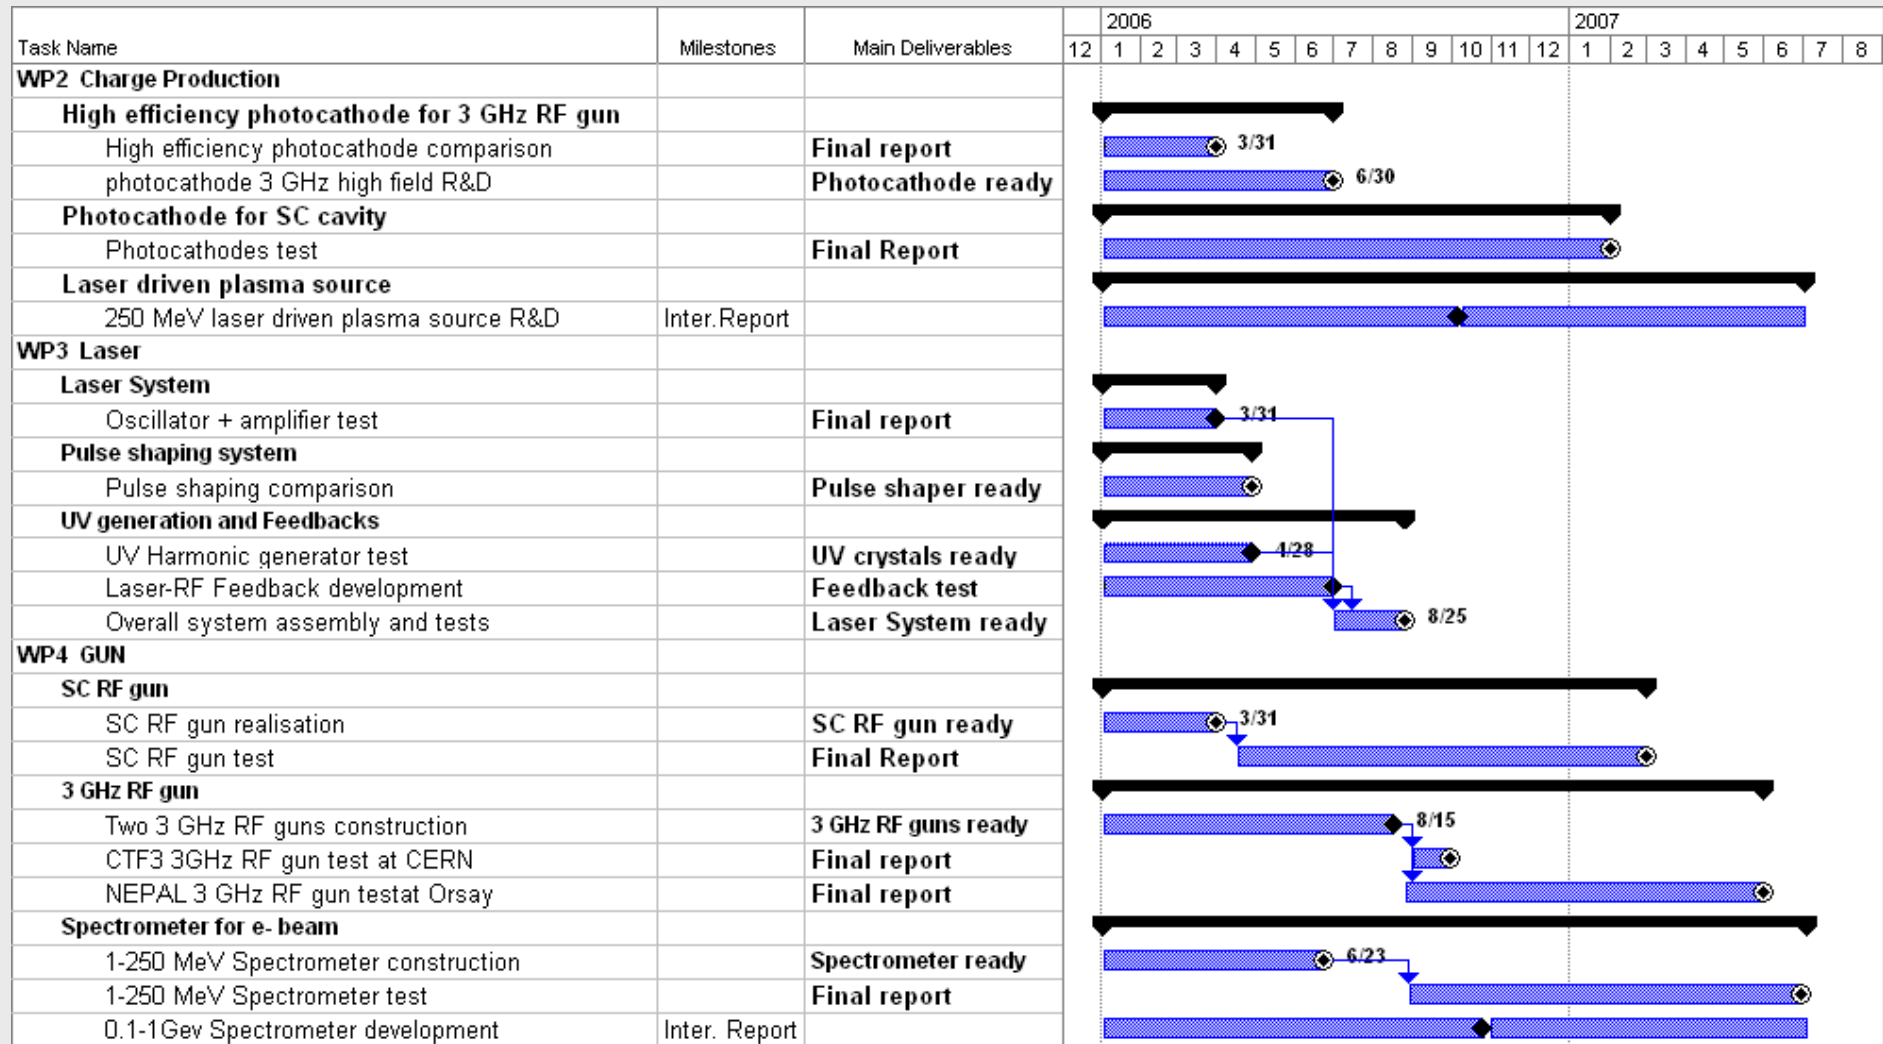 2006 2007
Task Name Milestones Main Deliverables 12 1 2 3 4 5 6 7 8 9 10 11 12 1 2 3 4 5 6 7 8
WP2 Charge Production
High efficiency photocathode for 3 GHz RF gun
High efficiency photocathode comparison Final report 3/31
photocathode 3 GHz high field R&D Photocathode ready 6/30
Photocathode for SC cavity
Photocathodes test Final Report
Laser driven plasma source
250 MeV laser driven plasma source R&D Inter.Report
WP3 Laser
Laser System
Oscillator + amplifier test Final report 3/31
Pulse shaping system
Pulse shaping comparison Pulse shaper ready
UV generation and Feedbacks
UV Harmonic generator test UV crystals ready 4/28
Laser-RF Feedback development Feedback test
Overall system assembly and tests Laser System ready 8/25
WP4 GUN
SC RF gun
SC RF gun realisation SC RF gun ready 3/31
SC RF gun test Final Report
3 GHz RF gun
Two 3 GHz RF guns construction 3 GHz RF guns ready 8/15
CTF3 3GHz RF gun test at CERN Final report
NEPAL 3 GHz RF gun testat Orsay Final report
Spectrometer for e- beam
1-250 MeV Spectrometer construction Spectrometer ready 6/23
1-250 MeV Spectrometer test Final report
0.1-1Gev Spectrometer development Inter. Report